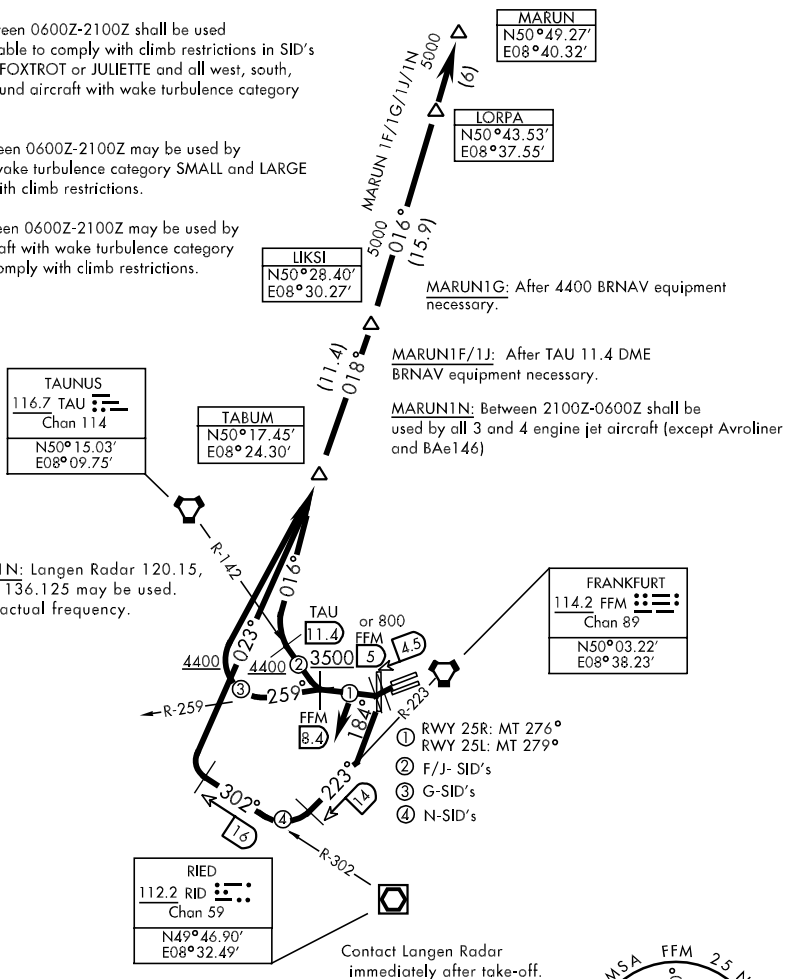 een 0600Z-2100Z shall be used
able to comply with climb restrictions in SID's
FOXTROT or JULIETTE and all west, south,
und aircraft with wake turbulence category
een 0600Z-2100Z may be used by
wake turbulence category SMALL and LARGE
ith climb restrictions.
een 0600Z-2100Z may be used by
aft with wake turbulence category
omply with climb restrictions.
MARUN
N50°49.27'
E08°40.32'
5000
(6)
MARUN 1F/1G/1J/1N
LORPA
N50°43.53'
E08°37.55'
5000
016°
(15.9)
LIKSI
N50°28.40'
E08°30.27'
MARUN1G: After 4400 BRNAV equipment
necessary.
(11.4)
018°
MARUN1F/1J: After TAU 11.4 DME
BRNAV equipment necessary.
MARUN1N: Between 2100Z-0600Z shall be
used by all 3 and 4 engine jet aircraft (except Avroliner
and BAe146)
TAUNUS
116.7 TAU
Chan 114
N50°15.03'
E08°09.75'
TABUM
N50°17.45'
E08°24.30'
R-142
1N: Langen Radar 120.15,
136.125 may be used.
actual frequency.
016°
023°
TAU
11.4
or 800
FFM
5
4.5
FRANKFURT
114.2 FFM
Chan 89
N50°03.22'
E08°38.23'
4400
4400
2
3500
3
259°
1
R-259
FFM
8.4
184°
R-223
1 RWY 25R: MT 276°
RWY 25L: MT 279°
2 F/J- SID's
3 G-SID's
4 N-SID's
223°
14
302°
4
16
R-302
RIED
112.2 RID
Chan 59
N49°46.90'
E08°32.49'
Contact Langen Radar
immediately after take-off.
MSA FFM 25 N